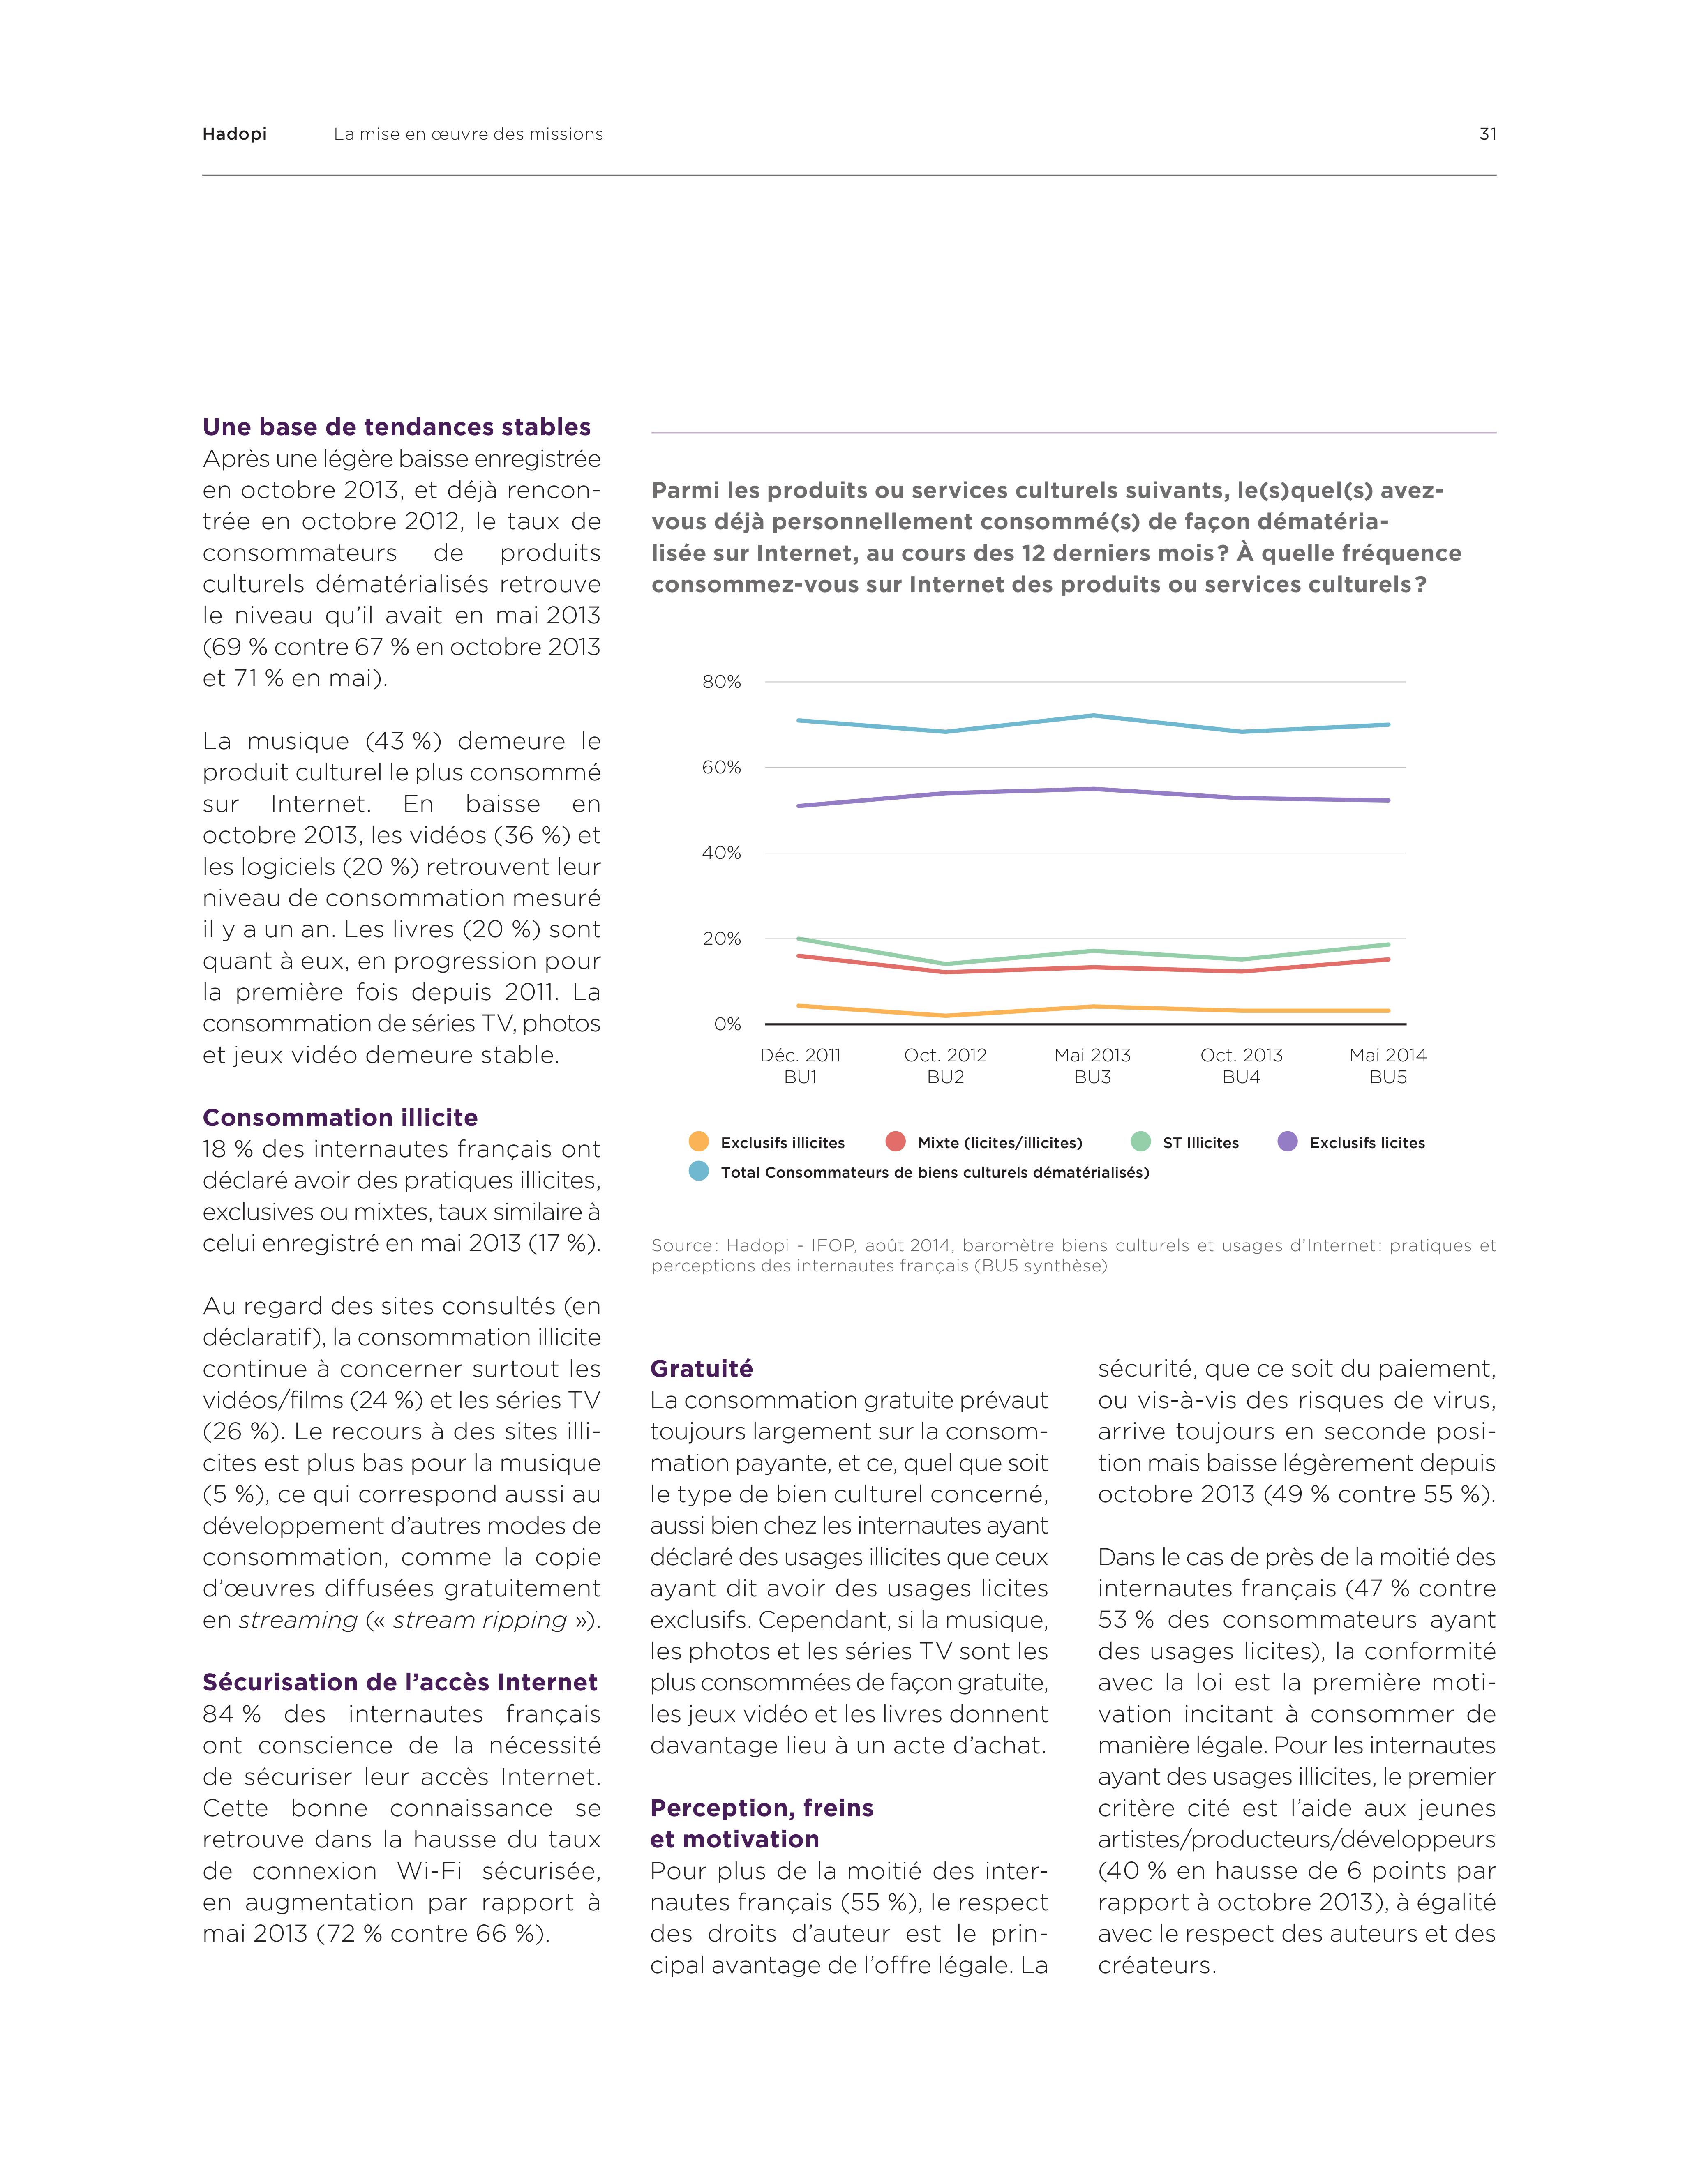 Hadopi La mise en œuvre des missions 31
Une base de tendances stables
Après une légère baisse enregistrée
en octobre 2013, et déjà rencon-
trée en octobre 2012, le taux de
consommateurs de produits
culturels dématérialisés retrouve
le niveau qu’il avait en mai 2013
(69 % contre 67 % en octobre 2013
et 71 % en mai).
La musique (43 %) demeure le
produit culturel le plus consommé
sur Internet. En baisse en
octobre 2013, les vidéos (36 %) et
les logiciels (20 %) retrouvent leur
niveau de consommation mesuré
il y a un an. Les livres (20 %) sont
quant à eux, en progression pour
la première fois depuis 2011. La
consommation de séries TV, photos
et jeux vidéo demeure stable.
Consommation illicite
18 % des internautes français ont
déclaré avoir des pratiques illicites,
exclusives ou mixtes, taux similaire à
celui enregistré en mai 2013 (17 %).
Au regard des sites consultés (en
déclaratif), la consommation illicite
continue à concerner surtout les
vidéos/films (24 %) et les séries TV
(26 %). Le recours à des sites illi-
cites est plus bas pour la musique
(5 %), ce qui correspond aussi au
développement d’autres modes de
consommation, comme la copie
d’œuvres diffusées gratuitement
en streaming (« stream ripping »).
Sécurisation de l’accès Internet
84 % des internautes français
ont conscience de la nécessité
de sécuriser leur accès Internet.
Cette bonne connaissance se
retrouve dans la hausse du taux
de connexion Wi-Fi sécurisée,
en augmentation par rapport à
mai 2013 (72 % contre 66 %).
Parmi les produits ou services culturels suivants, le(s)quel(s) avez-
vous déjà personnellement consommé(s) de façon dématéria-
lisée sur Internet, au cours des 12 derniers mois? À quelle fréquence
consommez-vous sur Internet des produits ou services culturels?
80%
60%
40%
20%
0%
Déc. 2011 Oct. 2012 Mai 2013 Oct. 2013 Mai 2014
BU1 BU2 BU3 BU4 BU5
Exclusifs illicites Mixte (licites/illicites) ST Illicites Exclusifs licites
Total Consommateurs de biens culturels dématérialisés)
Source: Hadopi - IFOP, août 2014, baromètre biens culturels et usages d’Internet: pratiques et
perceptions des internautes français (BU5 synthèse)
Gratuité
La consommation gratuite prévaut
toujours largement sur la consom-
mation payante, et ce, quel que soit
le type de bien culturel concerné,
aussi bien chez les internautes ayant
déclaré des usages illicites que ceux
ayant dit avoir des usages licites
exclusifs. Cependant, si la musique,
les photos et les séries TV sont les
plus consommées de façon gratuite,
les jeux vidéo et les livres donnent
davantage lieu à un acte d’achat.
Perception, freins
et motivation
Pour plus de la moitié des inter-
nautes français (55 %), le respect
des droits d’auteur est le prin-
cipal avantage de l’offre légale. La
sécurité, que ce soit du paiement,
ou vis-à-vis des risques de virus,
arrive toujours en seconde posi-
tion mais baisse légèrement depuis
octobre 2013 (49 % contre 55 %).
Dans le cas de près de la moitié des
internautes français (47 % contre
53 % des consommateurs ayant
des usages licites), la conformité
avec la loi est la première moti-
vation incitant à consommer de
manière légale. Pour les internautes
ayant des usages illicites, le premier
critère cité est l’aide aux jeunes
artistes/producteurs/développeurs
(40 % en hausse de 6 points par
rapport à octobre 2013), à égalité
avec le respect des auteurs et des
créateurs.